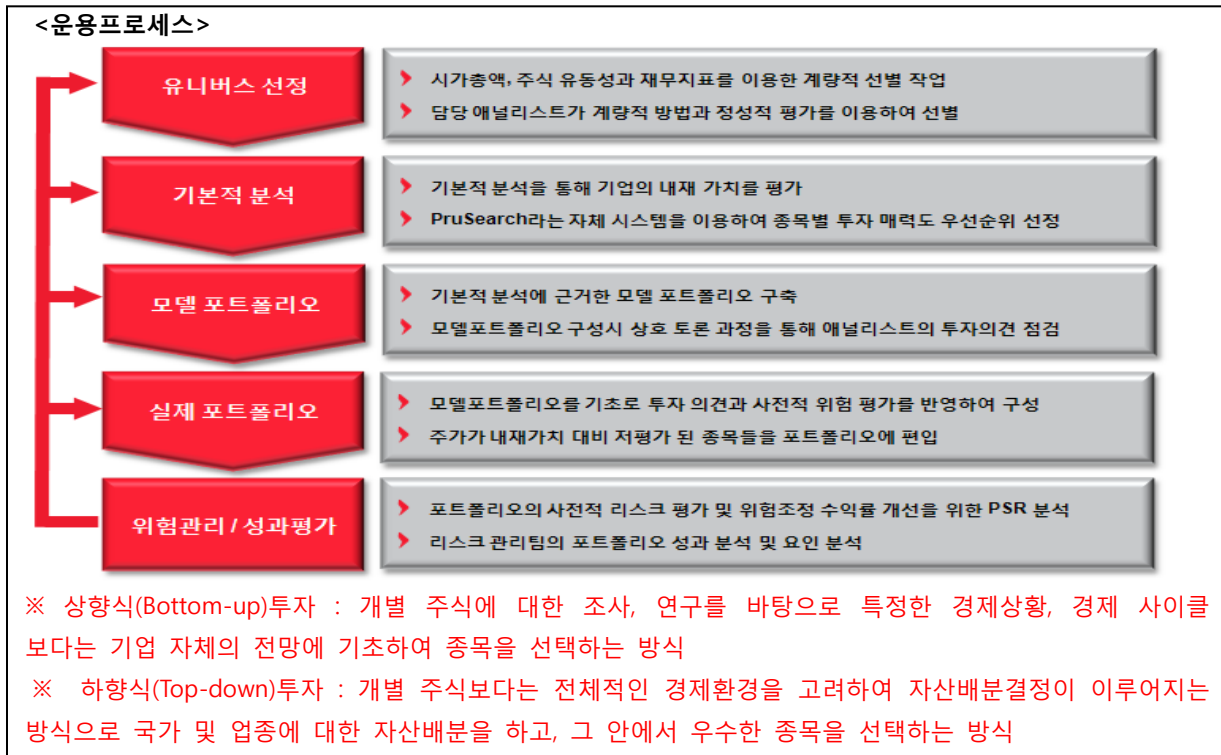 <운용프로세스>
유니버스 선정
시가총액, 주식 유동성과 재무지표를 이용한 계량적 선별 작업
담당 애널리스트가 계량적 방법과 정성적 평가를 이용하여 선별
기본적 분석
기본적 분석을 통해 기업의 내재 가치를 평가
PruSearch라는 자체 시스템을 이용하여 종목별 투자 매력도 우선순위 선정
모델 포트폴리오
기본적 분석에 근거한 모델 포트폴리오 구축
모델포트폴리오 구성시 상호 토론 과정을 통해 애널리스트의 투자의견 점검
실제 포트폴리오
모델포트폴리오를 기초로 투자 의견과 사전적 위험 평가를 반영하여 구성
주가가 내재가치 대비 저평가 된 종목들을 포트폴리오에 편입
위험관리 / 성과평가
포트폴리오의 사전적 리스크 평가 및 위험조정 수익률 개선을 위한 PSR 분석
리스크 관리팀의 포트폴리오 성과 분석 및 요인 분석
※ 상향식(Bottom-up)투자 : 개별 주식에 대한 조사, 연구를 바탕으로 특정한 경제상황, 경제 사이클
보다는 기업 자체의 전망에 기초하여 종목을 선택하는 방식
※ 하향식(Top-down)투자 : 개별 주식보다는 전체적인 경제환경을 고려하여 자산배분결정이 이루어지는
방식으로 국가 및 업종에 대한 자산배분을 하고, 그 안에서 우수한 종목을 선택하는 방식